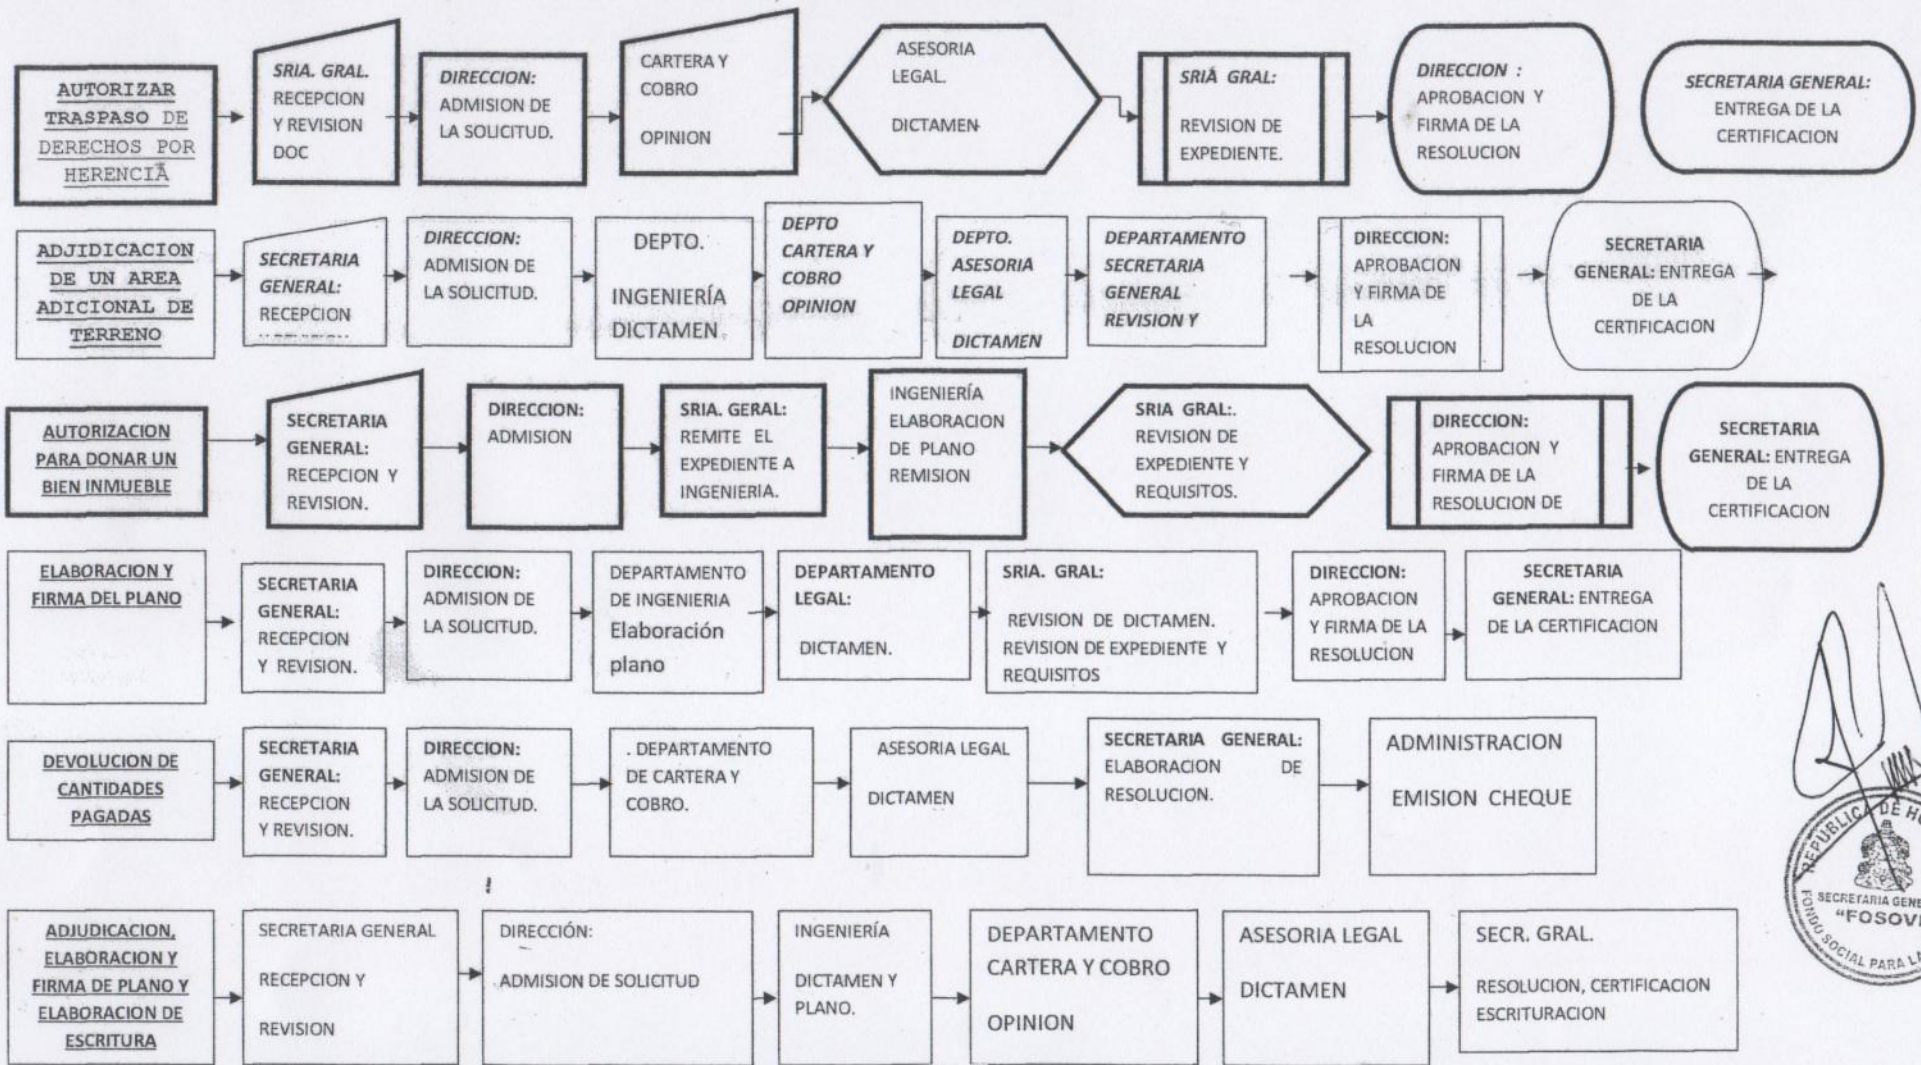 AUTORIZAR
TRASPASO DE
DERECHOS POR
HERENCIA
SRIA. GRAL.
RECEPCION
Y REVISION
DOC
DIRECCION:
ADMISION DE
LA SOLICITUD.
CARTERA Y
COBRO
OPINION
ASESORIA
LEGAL.
DICTAMEN
SRIA GRAL:
REVISION DE
EXPEDIENTE.
DIRECCION :
APROBACION Y
FIRMA DE LA
RESOLUCION
SECRETARIA GENERAL:
ENTREGA DE LA
CERTIFICACION
ADJIDICACION
DE UN AREA
ADICIONAL DE
TERRENO
SECRETARIA
GENERAL:
RECEPCION
DIRECCION:
ADMISION DE
LA SOLICITUD.
DEPTO.
INGENIERÍA
DICTAMEN.
DEPTO
CARTERA Y
COBRO
OPINION
DEPTO.
ASESORIA
LEGAL
DICTAMEN
DEPARTAMENTO
SECRETARIA
GENERAL
REVISION Y
DIRECCION:
APROBACION
Y FIRMA DE
LA
RESOLUCION
SECRETARIA
GENERAL: ENTREGA
DE LA
CERTIFICACION
AUTORIZACION
PARA DONAR UN
BIEN INMUEBLE
SECRETARIA
GENERAL:
RECEPCION Y
REVISION.
DIRECCION:
ADMISION
SRIA. GERAL:
REMITE EL
EXPEDIENTE A
INGENIERIA.
INGENIERÍA
ELABORACION
DE PLANO
REMISION
SRIA GRAL:.
REVISION DE
EXPEDIENTE Y
REQUISITOS.
DIRECCION:
APROBACION Y
FIRMA DE LA
RESOLUCION DE
SECRETARIA
GENERAL: ENTREGA
DE LA
CERTIFICACION
ELABORACION Y
FIRMA DEL PLANO
SECRETARIA
GENERAL:
RECEPCION
Y REVISION.
DIRECCION:
ADMISION DE
LA SOLICITUD.
DEPARTAMENTO
DE INGENIERIA
Elaboración
plano
DEPARTAMENTO
LEGAL:
DICTAMEN.
SRIA. GRAL:
REVISION DE DICTAMEN.
REVISION DE EXPEDIENTE Y
REQUISITOS
DIRECCION:
APROBACION
Y FIRMA DE LA
RESOLUCION
SECRETARIA
GENERAL: ENTREGA
DE LA CERTIFICACION
DEVOLUCION DE
CANTIDADES
PAGADAS
SECRETARIA
GENERAL:
RECEPCION
Y REVISION.
DIRECCION:
ADMISION DE
LA SOLICITUD.
. DEPARTAMENTO
DE CARTERA Y
COBRO.
ASESORIA LEGAL
DICTAMEN
SECRETARIA GENERAL:
ELABORACION DE
RESOLUCION.
ADMINISTRACION
EMISION CHEQUE
REPUBLICA DE
SECRETARIA
"FOSOVI
FONDO SOCIAL PARA LA
ADJUDICACION,
ELABORACION Y
FIRMA DE PLANO Y
ELABORACION DE
ESCRITURA
SECRETARIA GENERAL
RECEPCION Y
REVISION
DIRECCIÓN:
ADMISION DE SOLICITUD
INGENIERÍA
DICTAMEN Y
PLANO.
DEPARTAMENTO
CARTERA Y COBRO
OPINION
ASESORIA LEGAL
DICTAMEN
SECR. GRAL.
RESOLUCION, CERTIFICACION
ESCRITURACION